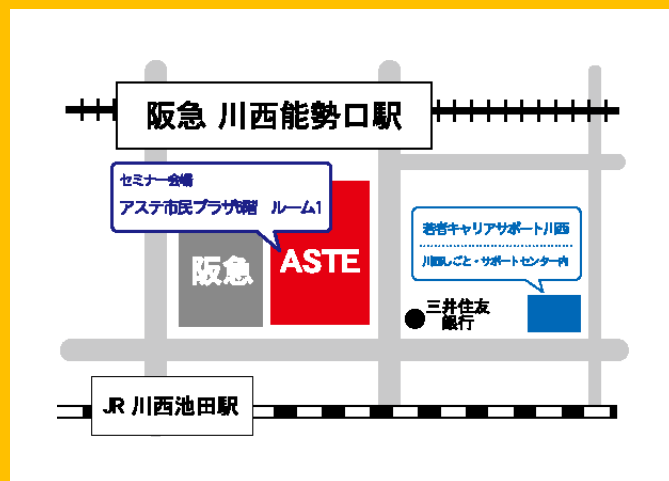 阪急 川西能勢口駅
セミナー会場
アステ市民プラザ6階 ルーム1
阪急
ASTE
若者キャリアサポート川西
川西しごと・サポートセンター内
三井住友
銀行
JR 川西池田駅